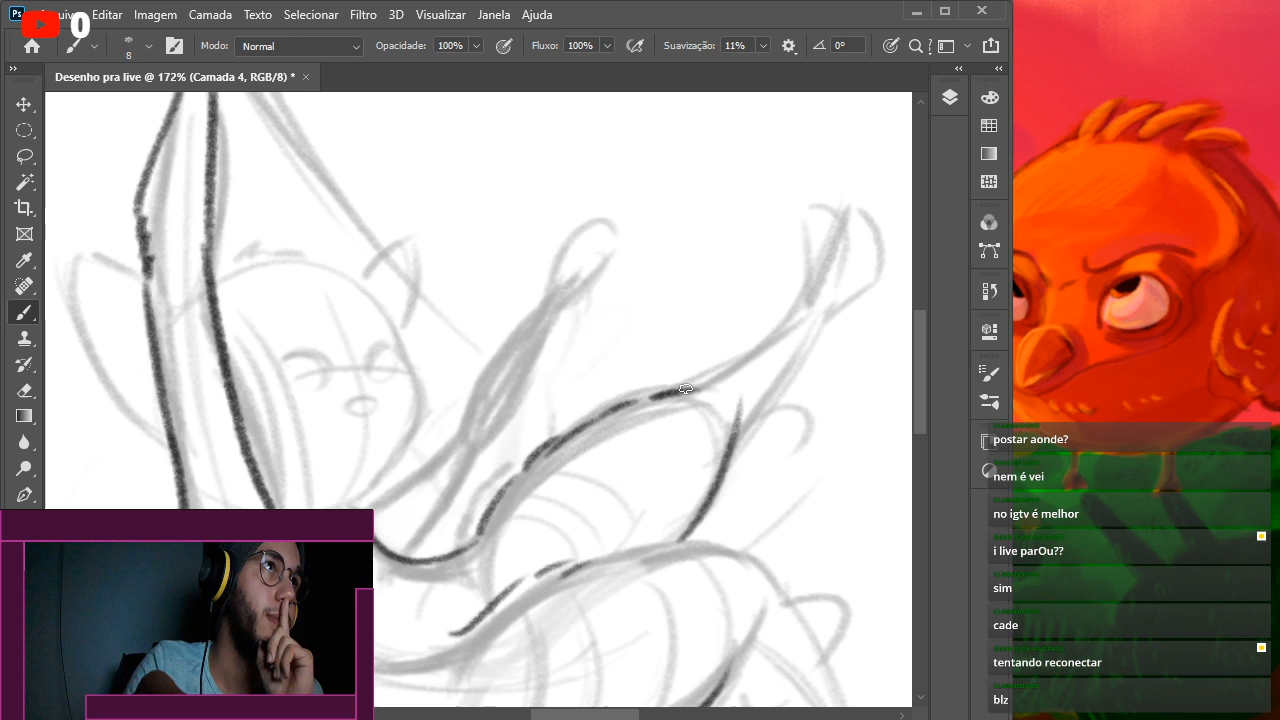 Ps Editar Imagem Camada Texto Selecionar Filtro 3D Visualizar Janela Ajuda
0
8 Modo: Normal Opacidade: 100% Fluxo: 100% Suavização: 11% 0°
Desenho pra live @ 172% (Camada 4, RGB/8) *
postar aonde?
nem é vei
no igtv é melhor
i live parOu??
sim
cade
tentando reconectar
blz